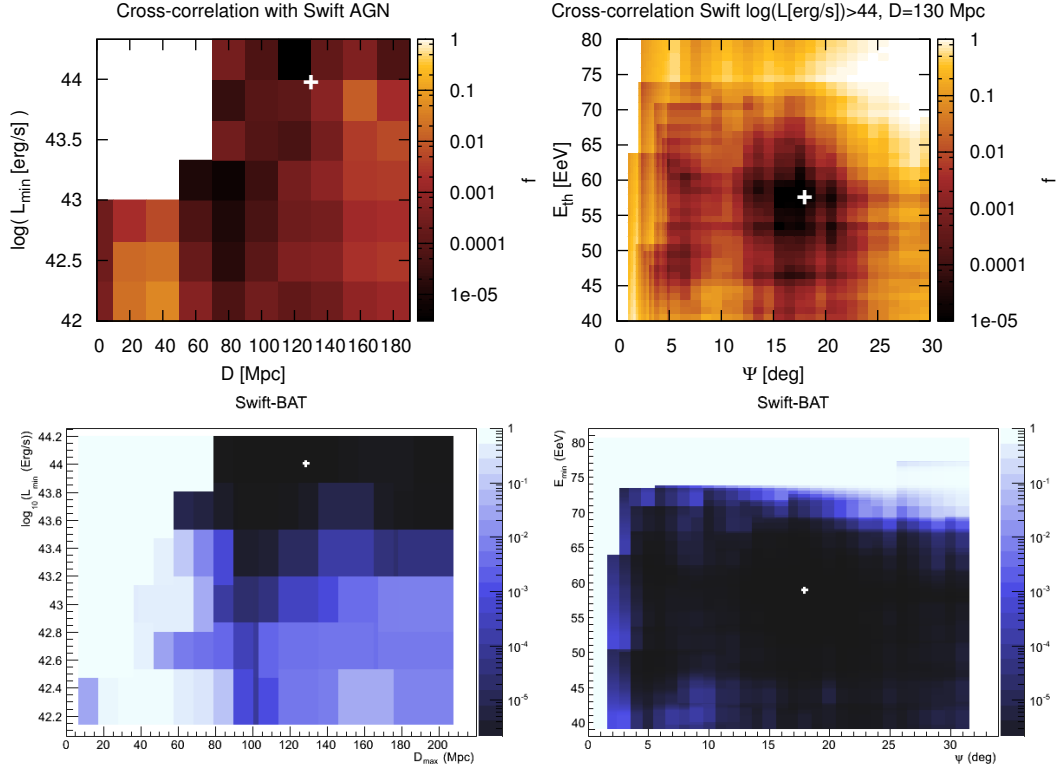 Cross-correlation with Swift AGN
log( L_min [erg/s] )
44
43.5
43
42.5
42
0 20 40 60 80 100 120 140 160 180
D [Mpc]
1
0.1
0.01
0.001
0.0001
1e-05
f
Cross-correlation Swift log(L[erg/s])>44, D=130 Mpc
E_th [EeV]
80
75
70
65
60
55
50
45
40
0 5 10 15 20 25 30
Ψ [deg]
1
0.1
0.01
0.001
0.0001
1e-05
f
Swift-BAT
log_10(L_min (Erg/s))
44.2
44
43.8
43.6
43.4
43.2
43
42.8
42.6
42.4
42.2
0 20 40 60 80 100 120 140 160 180 200
D_max (Mpc)
1
10^-1
10^-2
10^-3
10^-4
10^-5
Swift-BAT
E_min (EeV)
80
75
70
65
60
55
50
45
40
0 5 10 15 20 25 30
Ψ (deg)
1
10^-1
10^-2
10^-3
10^-4
10^-5